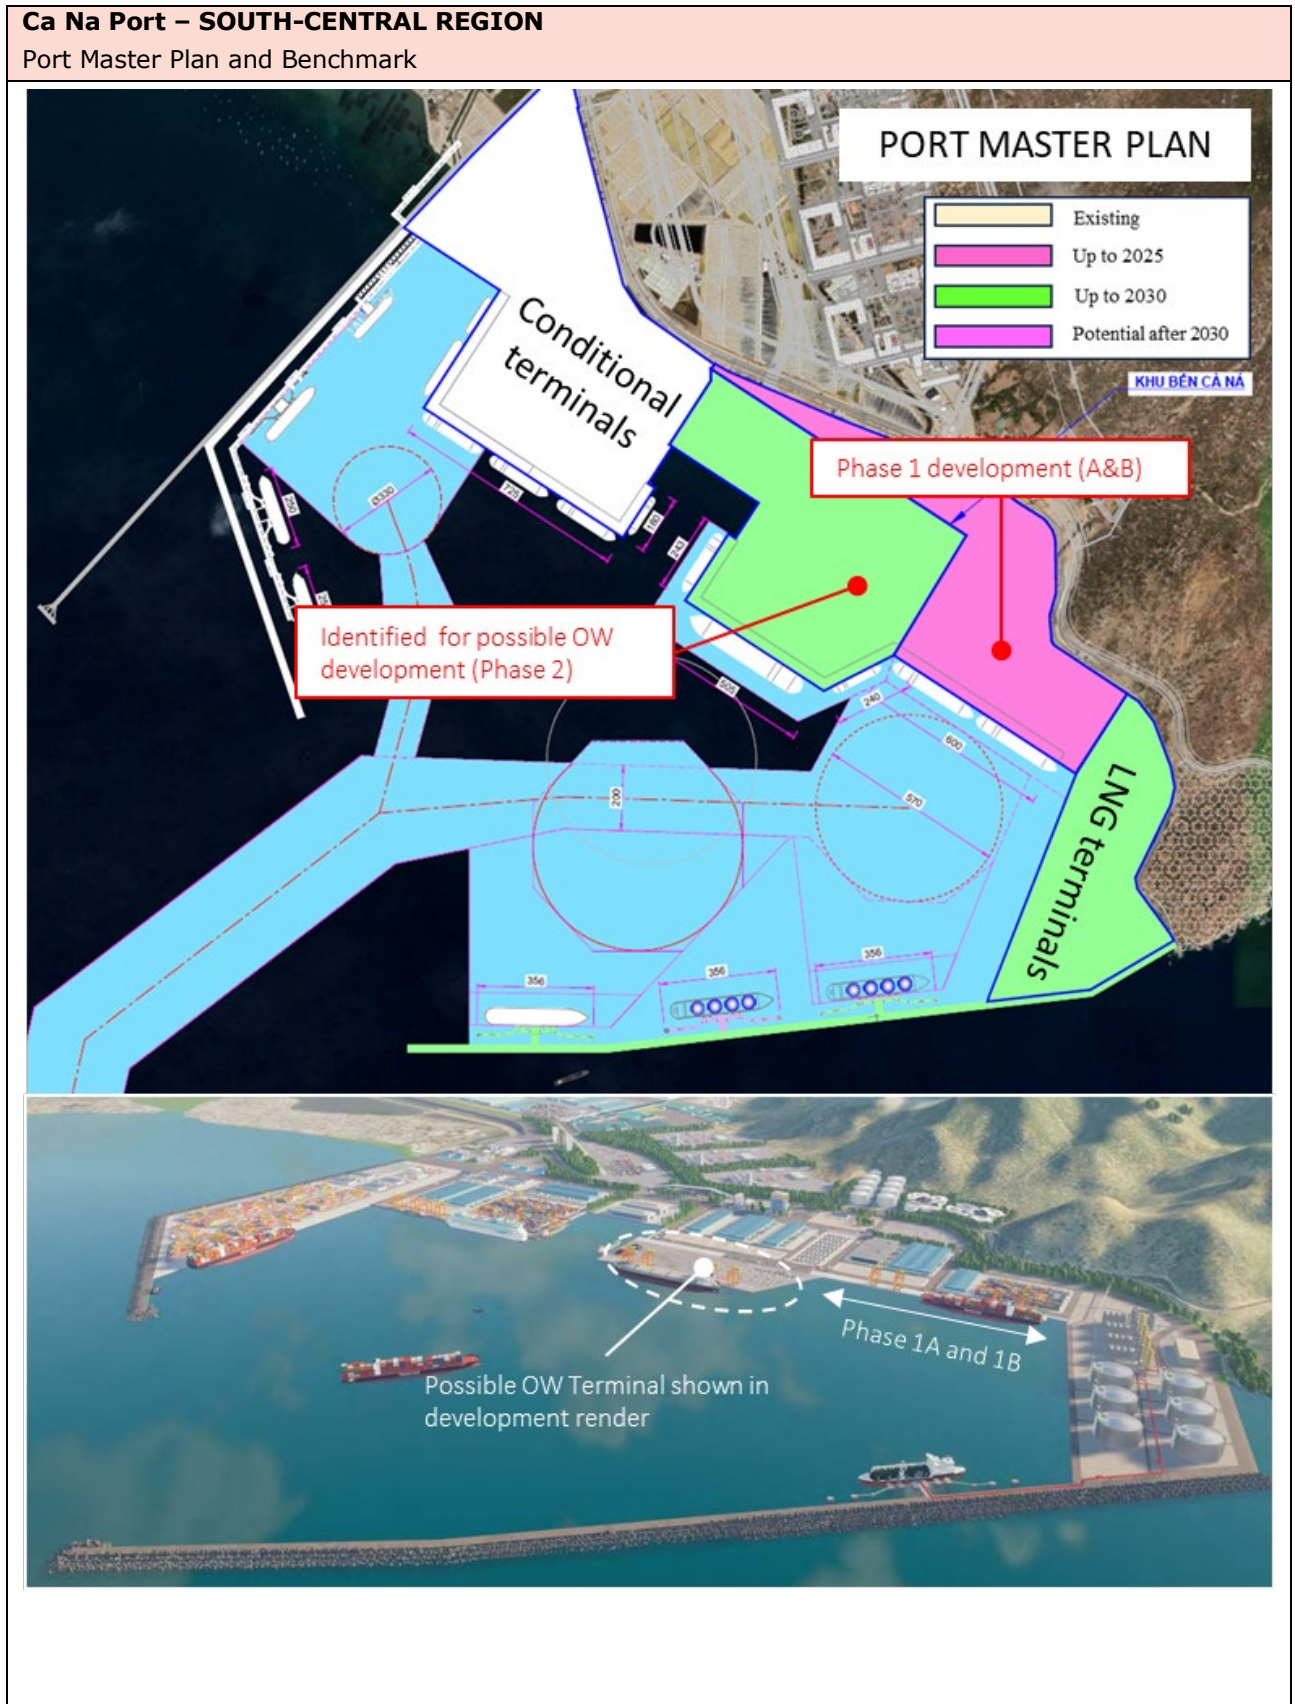 Ca Na Port – SOUTH-CENTRAL REGION
Port Master Plan and Benchmark
PORT MASTER PLAN
Existing
Up to 2025
Up to 2030
Potential after 2030
KHU BẾN CÀ NÁ
Conditional
terminals
Phase 1 development (A&B)
Ø330
725
180
243
250
Identified for possible OW
development (Phase 2)
505
240
600
200
570
LNG terminals
356
356
356
Phase 1A and 1B
Possible OW Terminal shown in
development render